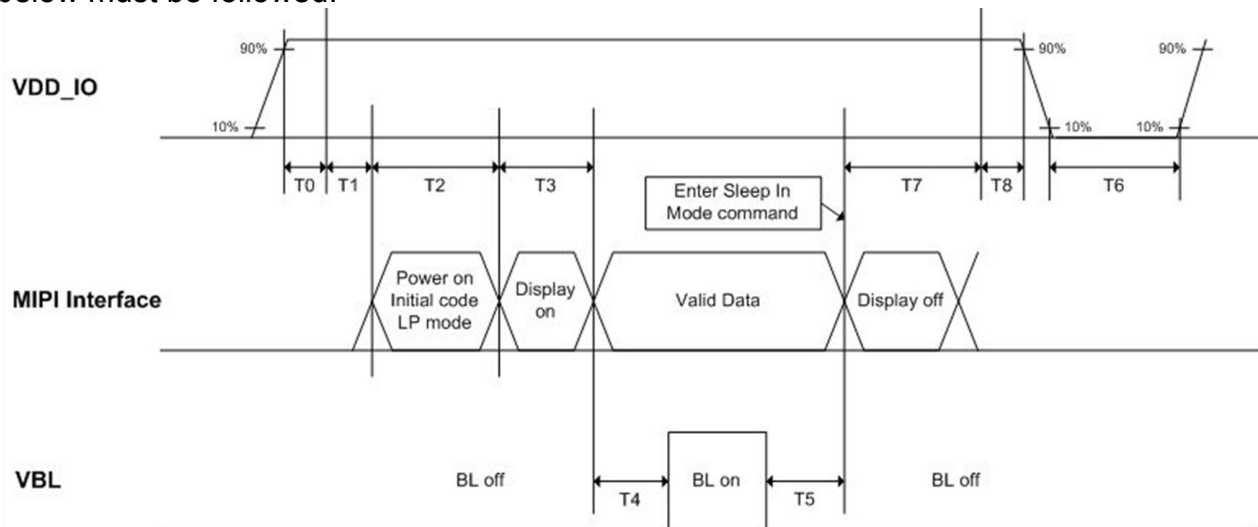 below must be followed.
90%
90%
90%
VDD_IO
10%
10%
10%
T0
T1
T2
T3
T7
T8
T6
Enter Sleep In
Mode command
MIPI Interface
Power on
Initial code
LP mode
Display
on
Valid Data
Display off
VBL
BL off
T4
BL on
T5
BL off